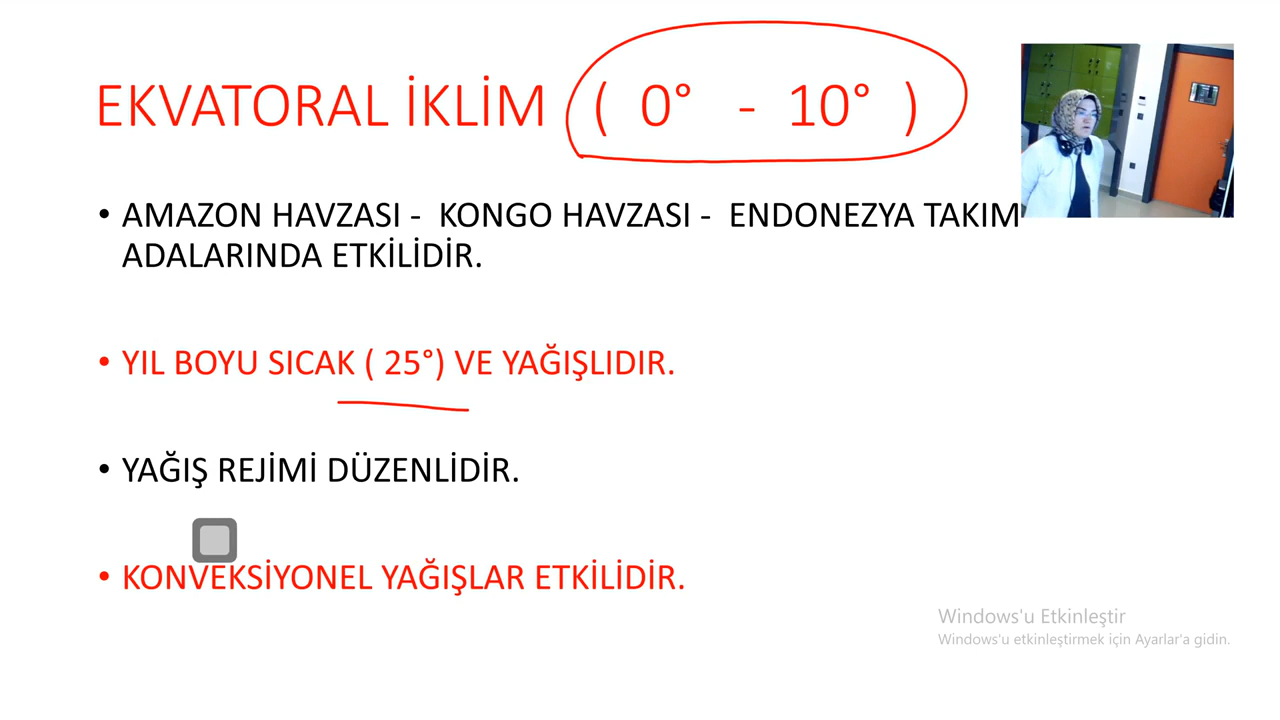 EKVATORAL İKLİM ( 0° - 10° )
• AMAZON HAVZASI - KONGO HAVZASI - ENDONEZYA TAKIM
ADALARINDA ETKİLİDİR.
• YIL BOYU SICAK ( 25°) VE YAĞIŞLIDIR.
• YAĞIŞ REJİMİ DÜZENLİDİR.
• KONVEKSİYONEL YAĞIŞLAR ETKİLİDİR.
Windows'u Etkinleştir
Windows'u etkinleştirmek için Ayarlar'a gidin.